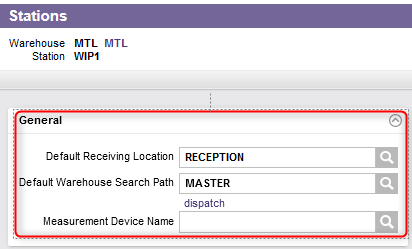 Stations
Warehouse MTL MTL
Station WIP1
General
Default Receiving Location RECEPTION
Default Warehouse Search Path MASTER
dispatch
Measurement Device Name